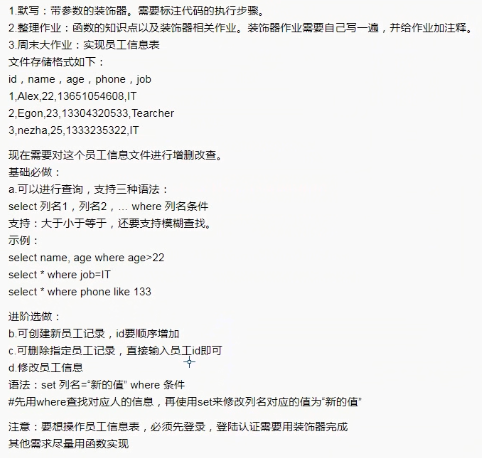 1.默写：带参数的装饰器。需要标注代码的执行步骤。
2.整理作业：函数的知识点以及装饰器相关作业。装饰器作业需要自己写一遍，并给作业加注释。
3.周末大作业：实现员工信息表
文件存储格式如下：
id，name，age，phone，job
1,Alex,22,13651054608,IT
2,Egon,23,13304320533,Tearcher
3,nezha,25,1333235322,IT
现在需要对这个员工信息文件进行增删改查。
基础必做：
a.可以进行查询，支持三种语法：
select 列名1，列名2，… where 列名条件
支持：大于小于等于，还要支持模糊查找。
示例：
select name, age where age>22
select * where job=IT
select * where phone like 133
进阶选做：
b.可创建新员工记录，id要顺序增加
c.可删除指定员工记录，直接输入员工id即可
d.修改员工信息
语法：set 列名=“新的值” where 条件
#先用where查找对应人的信息，再使用set来修改列名对应的值为“新的值”
注意：要想操作员工信息表，必须先登录，登陆认证需要用装饰器完成
其他需求尽量用函数实现